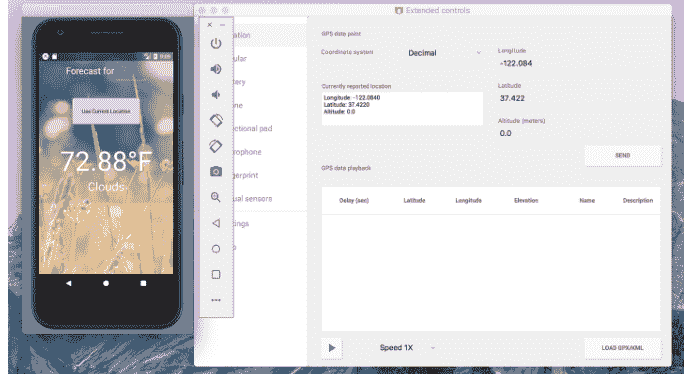 Extended controls
Forecast for
Use Current Location
72.88°F
Clouds
ation
ular
tery
one
ctional pad
rophone
gerprint
ual sensors
ings
GPS data point
Coordinate system
Decimal
Longitude
-122.084
Currently reported location
Longitude: -122.0840
Latitude: 37.4220
Altitude: 0.0
Latitude
37.422
Altitude (meters)
0.0
SEND
GPS data playback
Delay (sec) Latitude Longitude Elevation Name Description
Speed 1X
LOAD GPX/KML